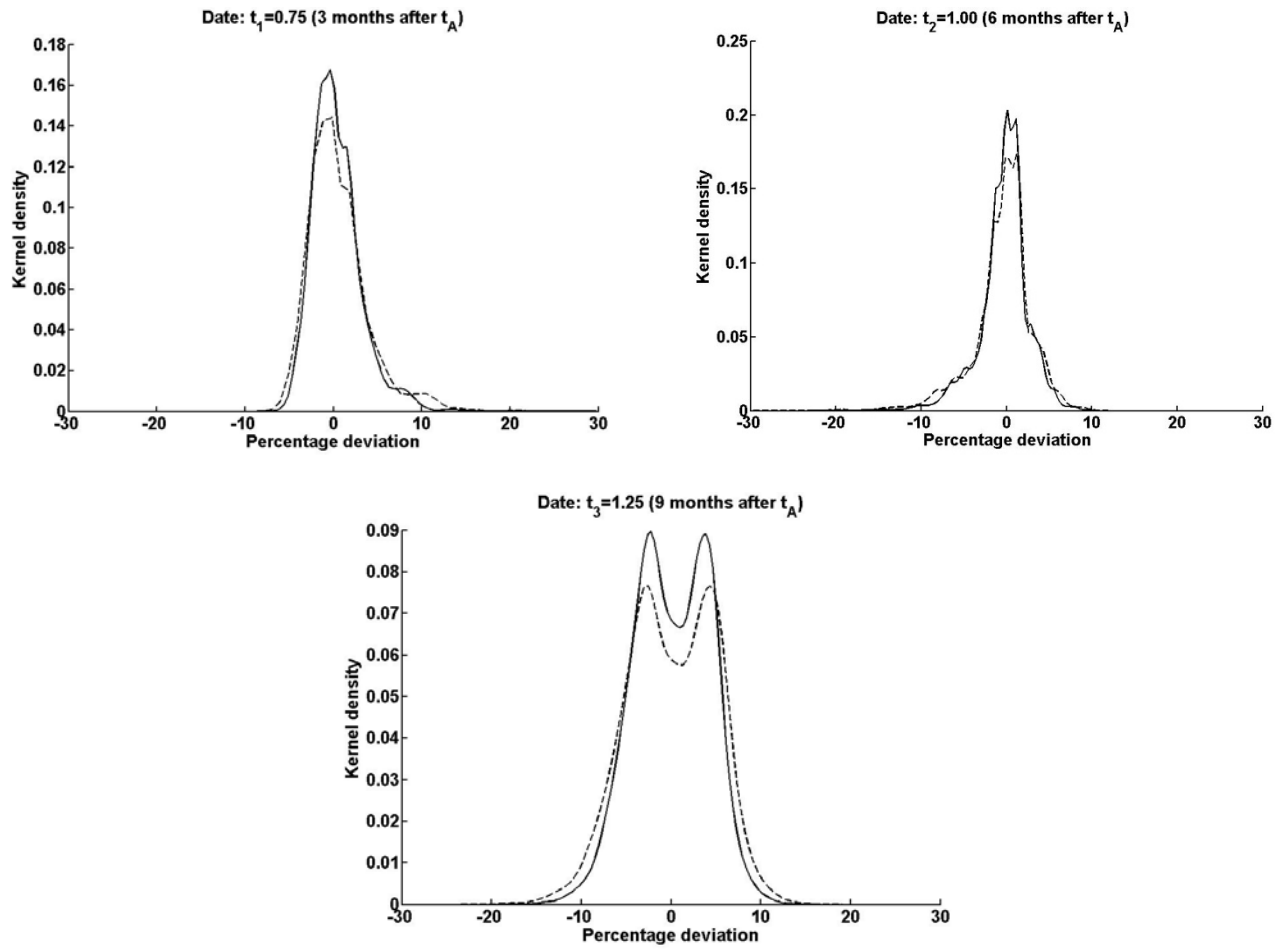 Date: t1=0.75 (3 months after tA)
0.18
0.16
0.14
0.12
0.1
0.08
0.06
0.04
0.02
0
Kernel density
-30 -20 -10 0 10 20 30
Percentage deviation
Date: t2=1.00 (6 months after tA)
0.25
0.2
0.15
0.1
0.05
0
Kernel density
-30 -20 -10 0 10 20 30
Percentage deviation
Date: t3=1.25 (9 months after tA)
0.09
0.08
0.07
0.06
0.05
0.04
0.03
0.02
0.01
0
Kernel density
-30 -20 -10 0 10 20 30
Percentage deviation